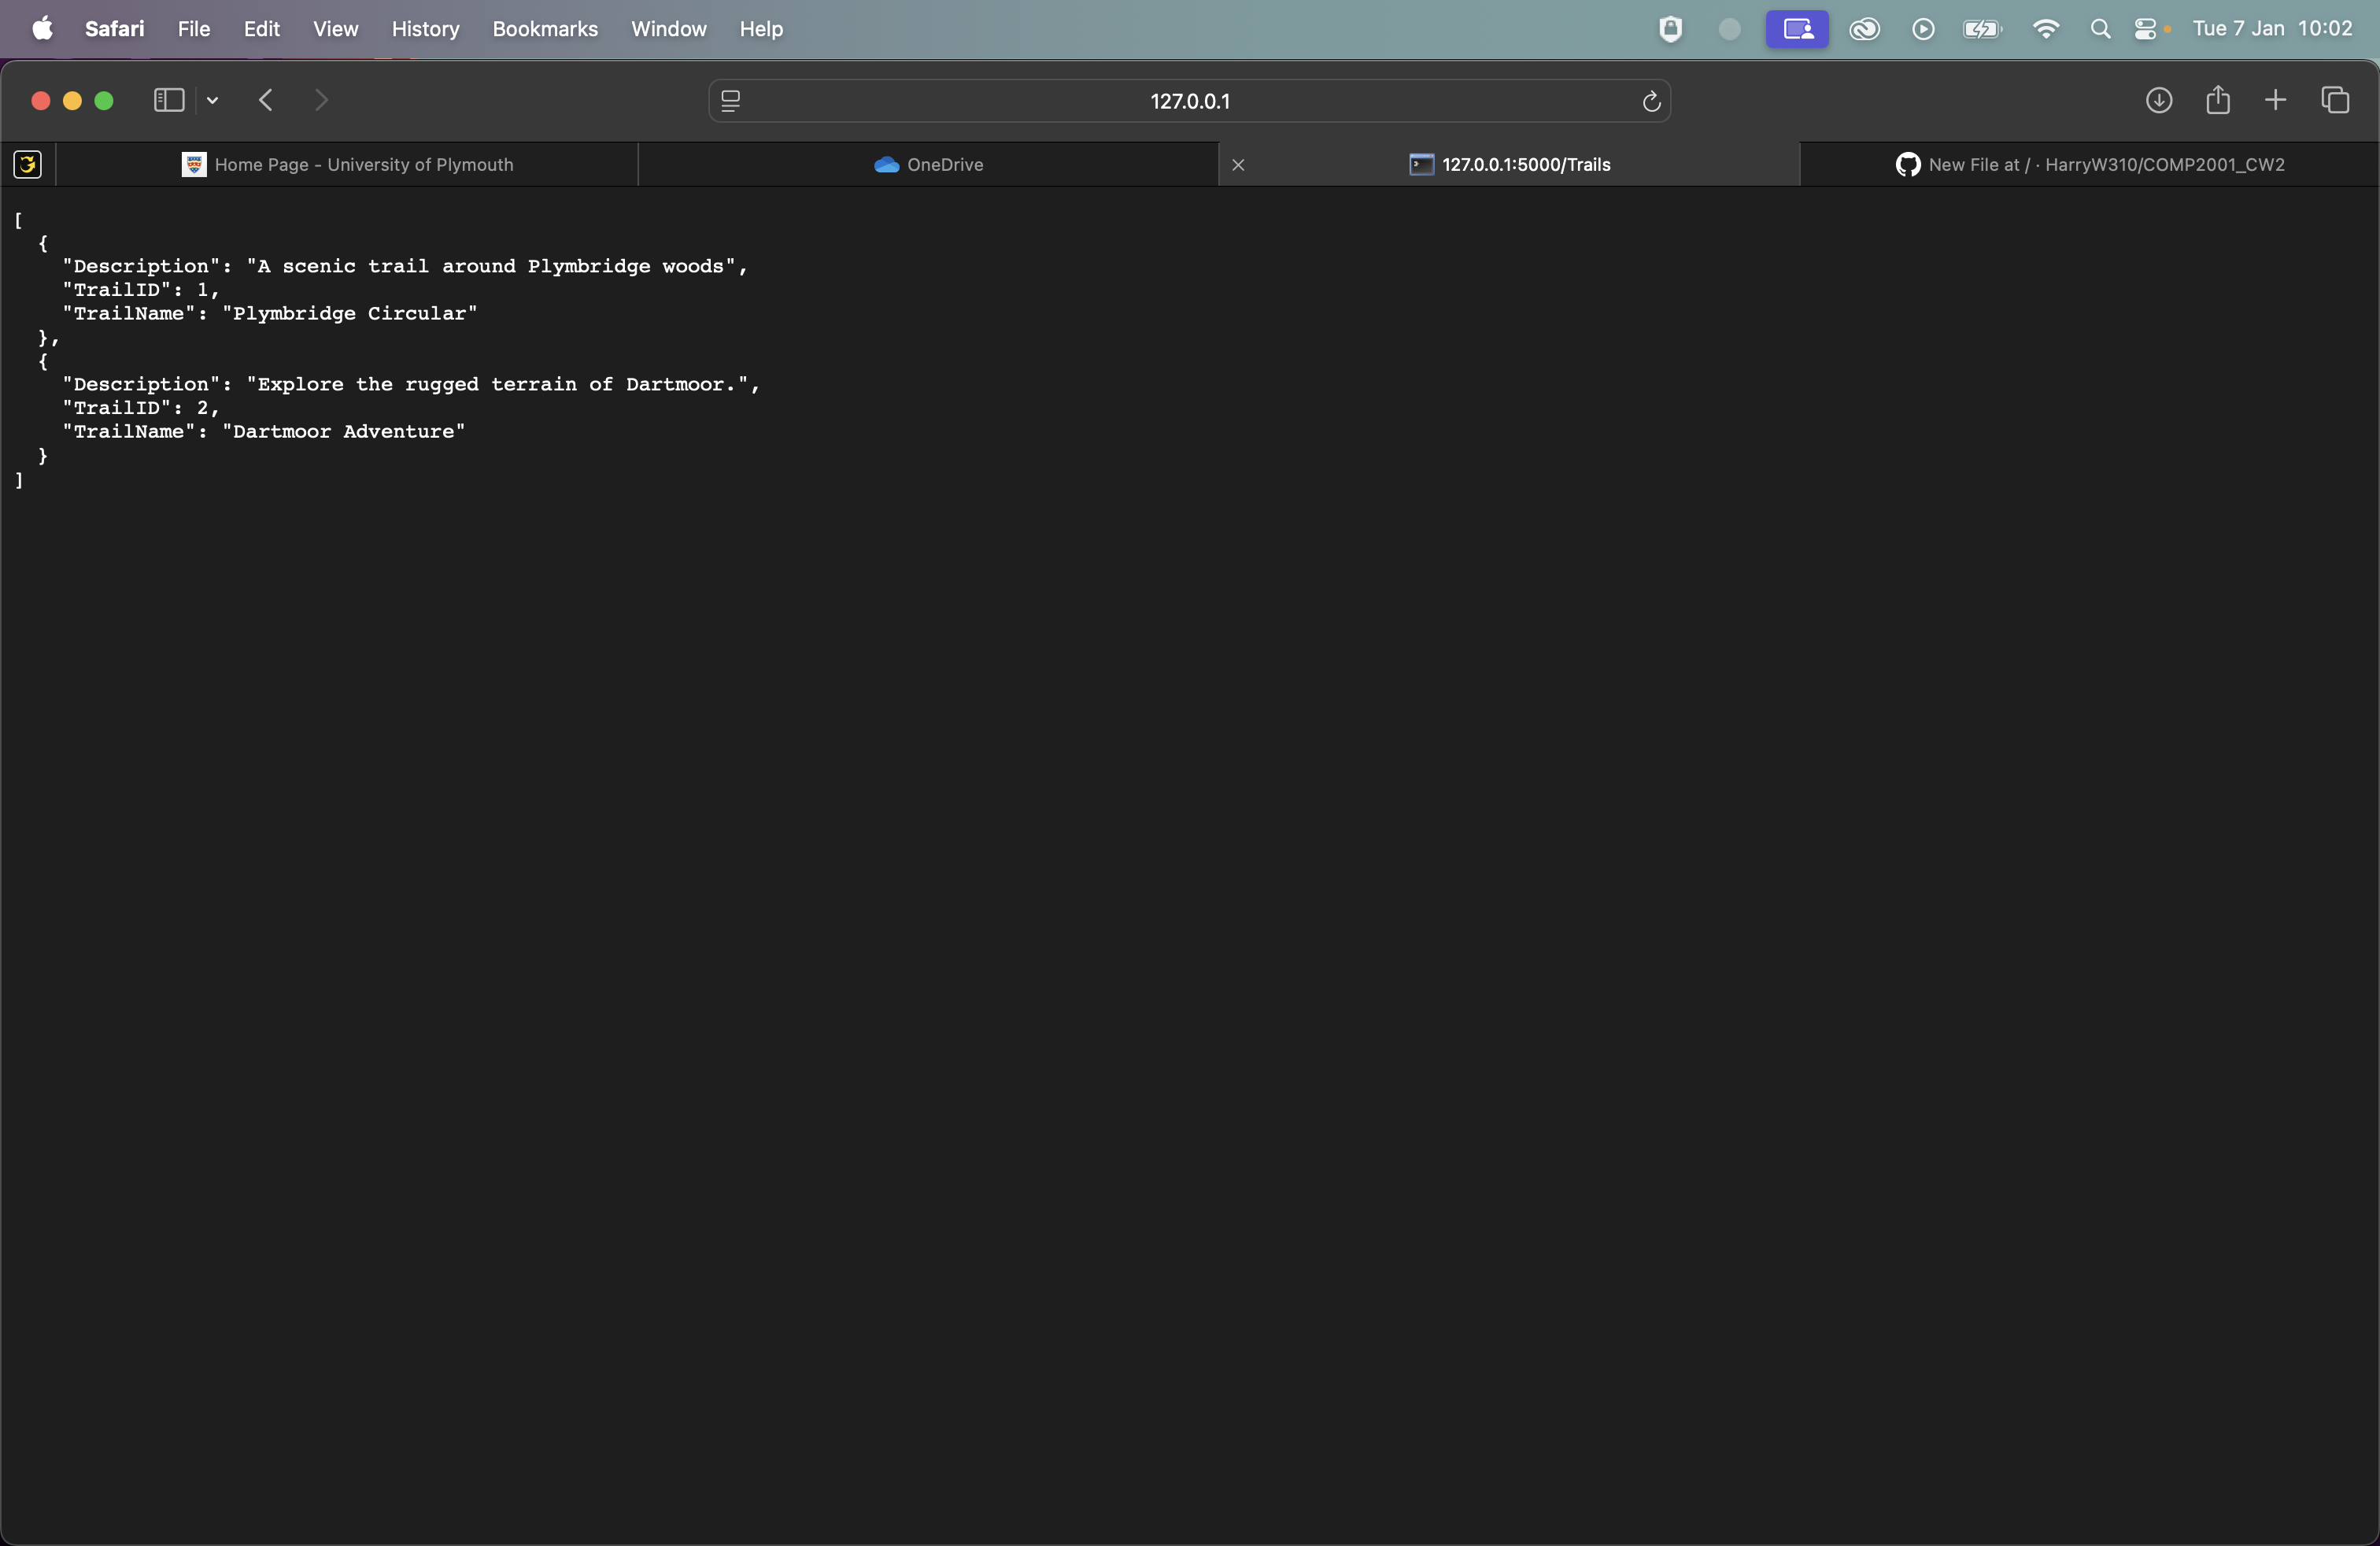 Safari File Edit View History Bookmarks Window Help Tue 7 Jan 10:02
127.0.0.1
Home Page - University of Plymouth OneDrive 127.0.0.1:5000/Trails New File at / · HarryW310/COMP2001_CW2
[
  {
    "Description": "A scenic trail around Plymbridge woods",
    "TrailID": 1,
    "TrailName": "Plymbridge Circular"
  },
  {
    "Description": "Explore the rugged terrain of Dartmoor.",
    "TrailID": 2,
    "TrailName": "Dartmoor Adventure"
  }
]